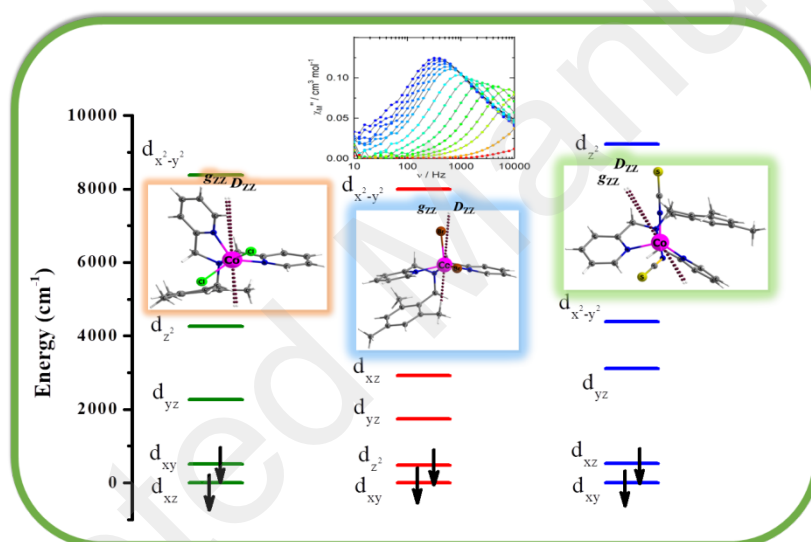 χM'' / cm³ mol⁻¹
0.10
0.05
0.00
10
100
1000
10000
ν / Hz
Energy (cm⁻¹)
10000
8000
6000
4000
2000
0
dx²-y²
gZZ DZZ
Cl
Co
Cl
dz²
dyz
dxy
dxz
dx²-y²
gZZ DZZ
Co
dxz
dyz
dz²
dxy
dz²
DZZ
gZZ
S
Co
S
dx²-y²
dyz
dxz
dxy